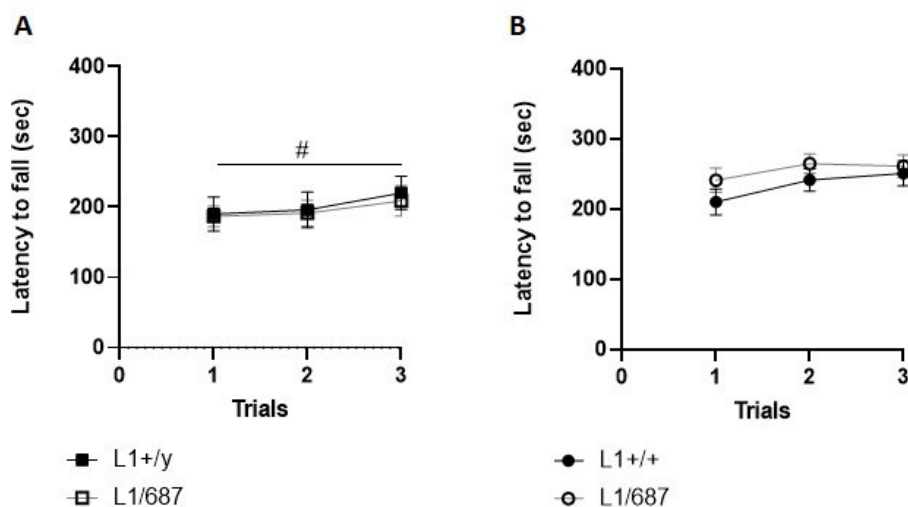 A
Latency to fall (sec)
400
300
200
100
0
#
0 1 2 3
Trials
L1+/y
L1/687
B
Latency to fall (sec)
400
300
200
100
0
0 1 2 3
Trials
L1+/+
L1/687